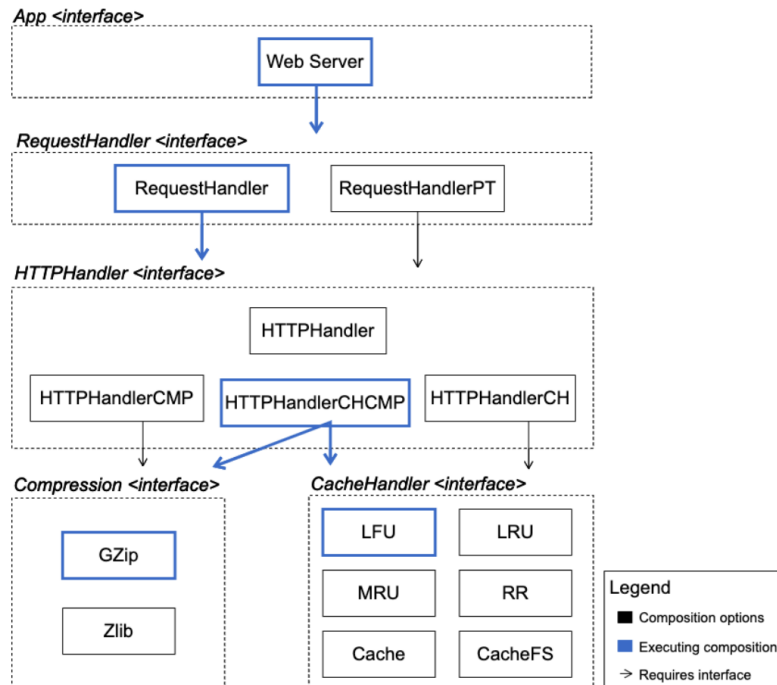 App <interface>
Web Server
RequestHandler <interface>
RequestHandler
RequestHandlerPT
HTTPHandler <interface>
HTTPHandler
HTTPHandlerCMP
HTTPHandlerCHCMP
HTTPHandlerCH
Compression <interface>
GZip
Zlib
CacheHandler <interface>
LFU
LRU
MRU
RR
Cache
CacheFS
Legend
Composition options
Executing composition
Requires interface